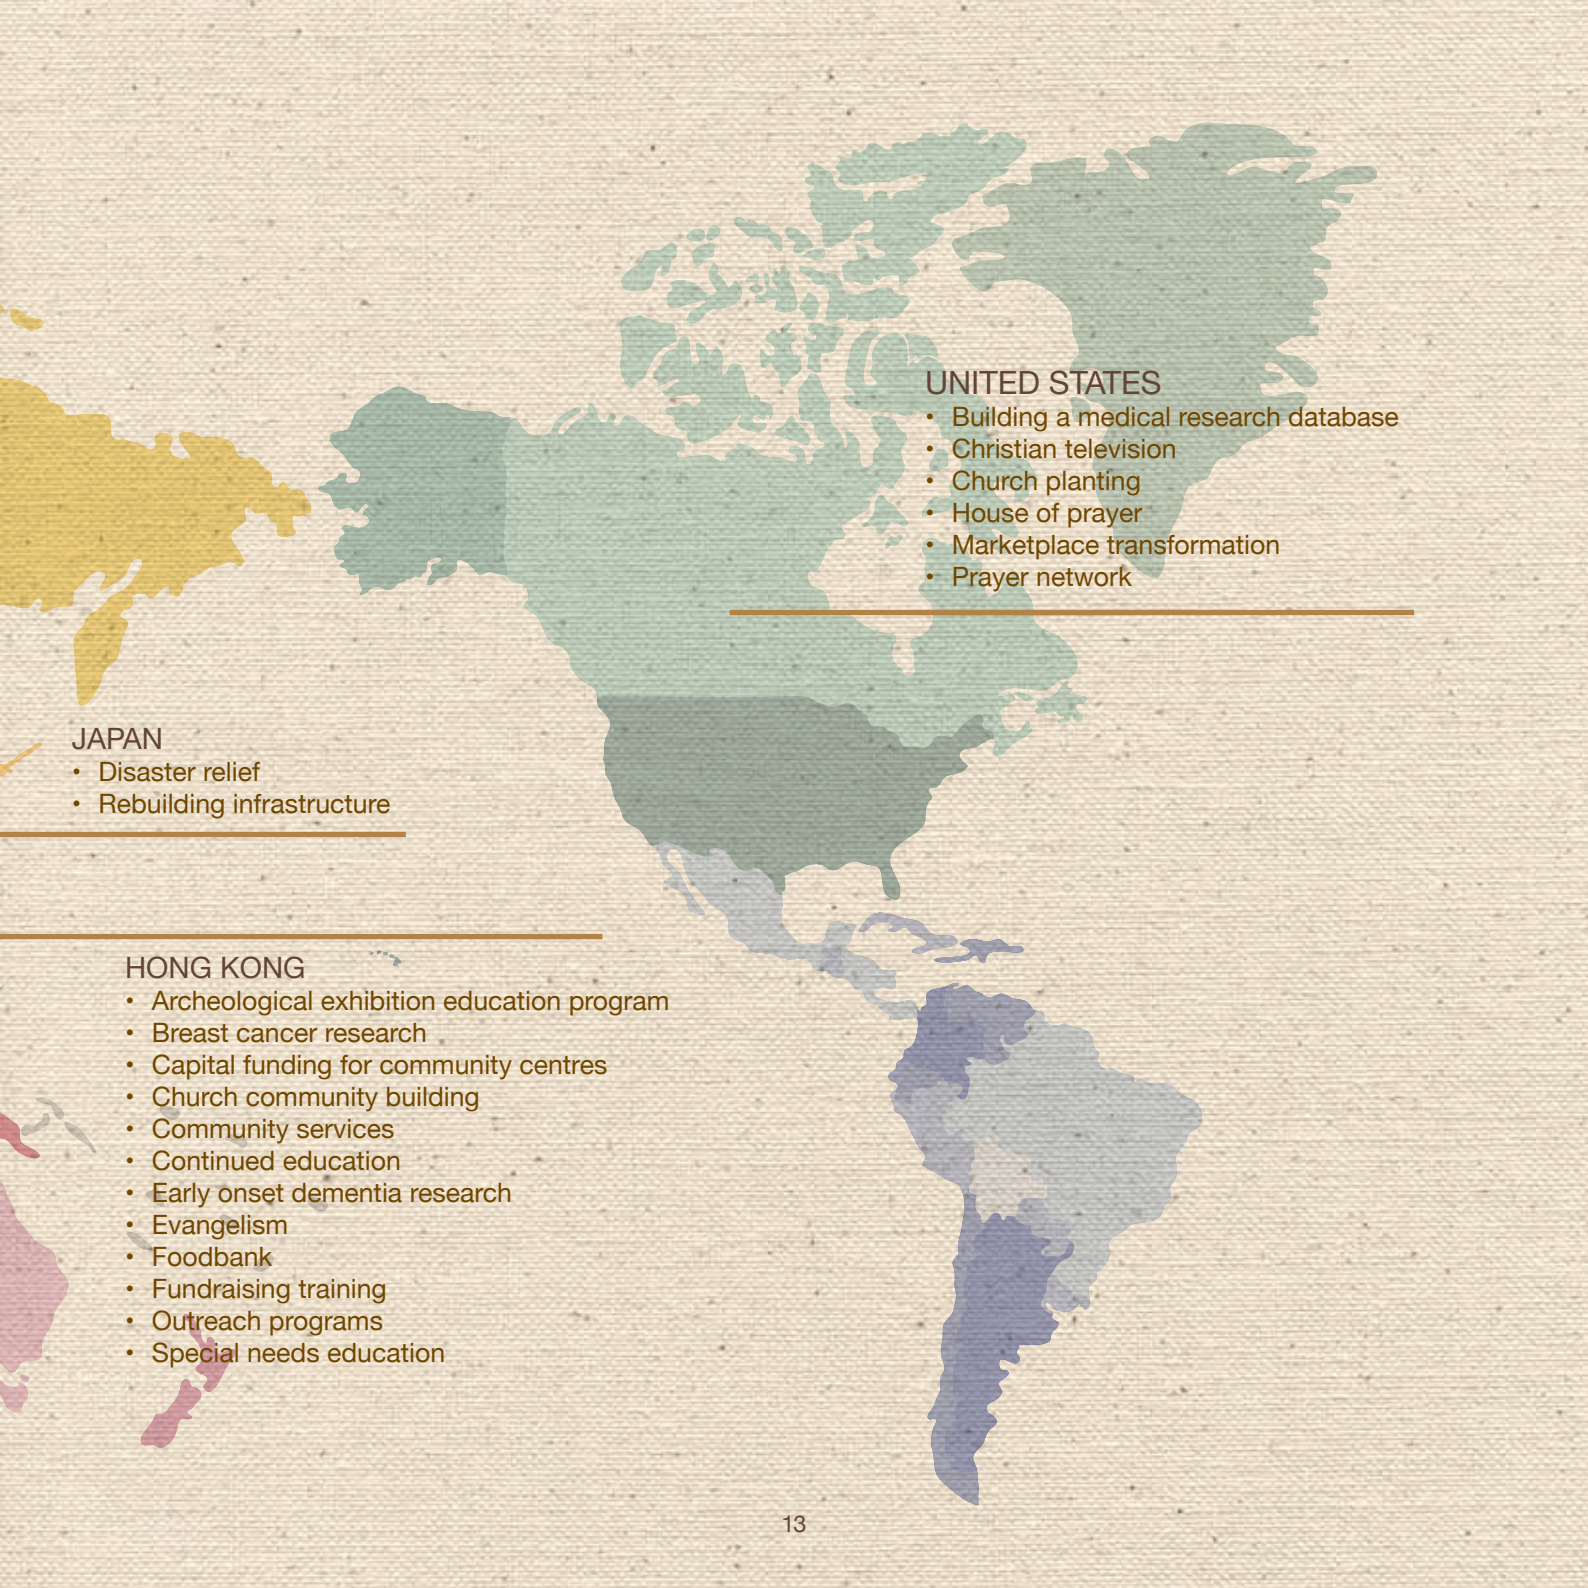 UNITED STATES
• Building a medical research database
• Christian television
• Church planting
• House of prayer
• Marketplace transformation
• Prayer network
JAPAN
• Disaster relief
• Rebuilding infrastructure
HONG KONG
• Archeological exhibition education program
• Breast cancer research
• Capital funding for community centres
• Church community building
• Community services
• Continued education
• Early onset dementia research
• Evangelism
• Foodbank
• Fundraising training
• Outreach programs
• Special needs education
13